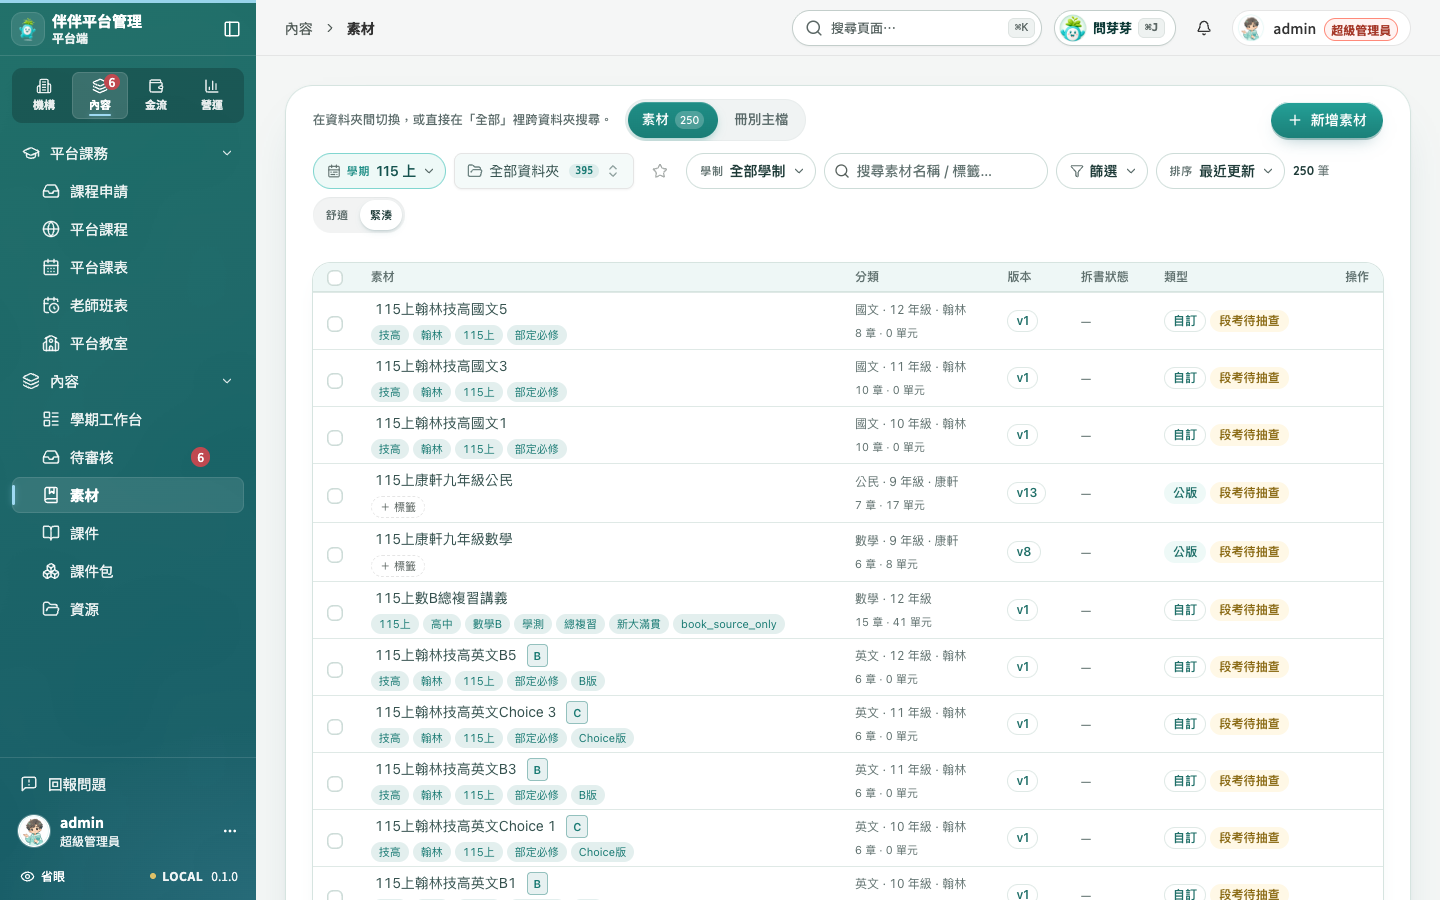 伴伴平台管理
平台端
機構
內容
6
金流
營運
平台課務
課程申請
平台課程
平台課表
老師班表
平台教室
內容
學期工作台
待審核 6
素材
課件
課件包
資源
回報問題
admin
超級管理員
省眼
LOCAL 0.1.0
內容 > 素材
搜尋頁面⋯ ⌘K
問芽芽 ⌘J
admin 超級管理員
在資料夾間切換，或直接在「全部」裡跨資料夾搜尋。
素材 250
冊別主檔
+ 新增素材
學期 115 上
全部資料夾 395
學制 全部學制
搜尋素材名稱 / 標籤...
篩選
排序 最近更新
250 筆
舒適 緊湊
素材 分類 版本 拆書狀態 類型 操作
115上翰林技高國文5
技高 翰林 115上 部定必修
國文 · 12 年級 · 翰林
8 章 · 0 單元
v1 — 自訂 段考待抽查
115上翰林技高國文3
技高 翰林 115上 部定必修
國文 · 11 年級 · 翰林
10 章 · 0 單元
v1 — 自訂 段考待抽查
115上翰林技高國文1
技高 翰林 115上 部定必修
國文 · 10 年級 · 翰林
10 章 · 0 單元
v1 — 自訂 段考待抽查
115上康軒九年級公民
+ 標籤
公民 · 9 年級 · 康軒
7 章 · 17 單元
v13 — 公版 段考待抽查
115上康軒九年級數學
+ 標籤
數學 · 9 年級 · 康軒
6 章 · 8 單元
v8 — 公版 段考待抽查
115上數B總複習講義
115上 高中 數學B 學測 總複習 新大滿貫 book_source_only
數學 · 12 年級
15 章 · 41 單元
v1 — 自訂 段考待抽查
115上翰林技高英文B5 B
技高 翰林 115上 部定必修 B版
英文 · 12 年級 · 翰林
6 章 · 0 單元
v1 — 自訂 段考待抽查
115上翰林技高英文Choice 3 C
技高 翰林 115上 部定必修 Choice版
英文 · 11 年級 · 翰林
6 章 · 0 單元
v1 — 自訂 段考待抽查
115上翰林技高英文B3 B
技高 翰林 115上 部定必修 B版
英文 · 11 年級 · 翰林
6 章 · 0 單元
v1 — 自訂 段考待抽查
115上翰林技高英文Choice 1 C
技高 翰林 115上 部定必修 Choice版
英文 · 10 年級 · 翰林
6 章 · 0 單元
v1 — 自訂 段考待抽查
115上翰林技高英文B1 B
英文 · 10 年級 · 翰林
v1 — 自訂 段考待抽查